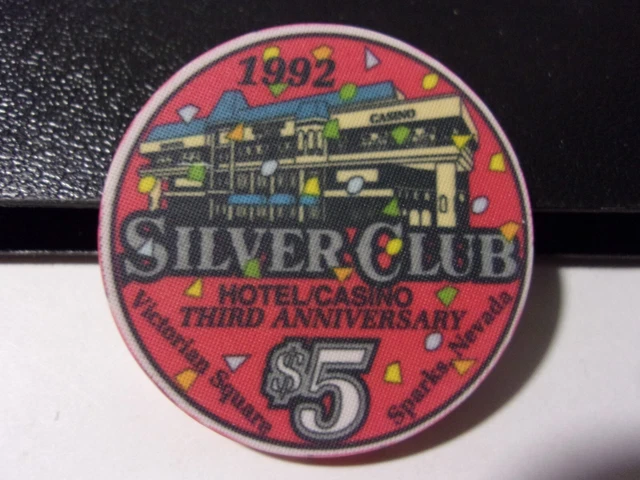 1992
CASINO
SILVER CLUB
HOTEL/CASINO
THIRD ANNIVERSARY
Victorian Square
$5
Sparks, Nevada